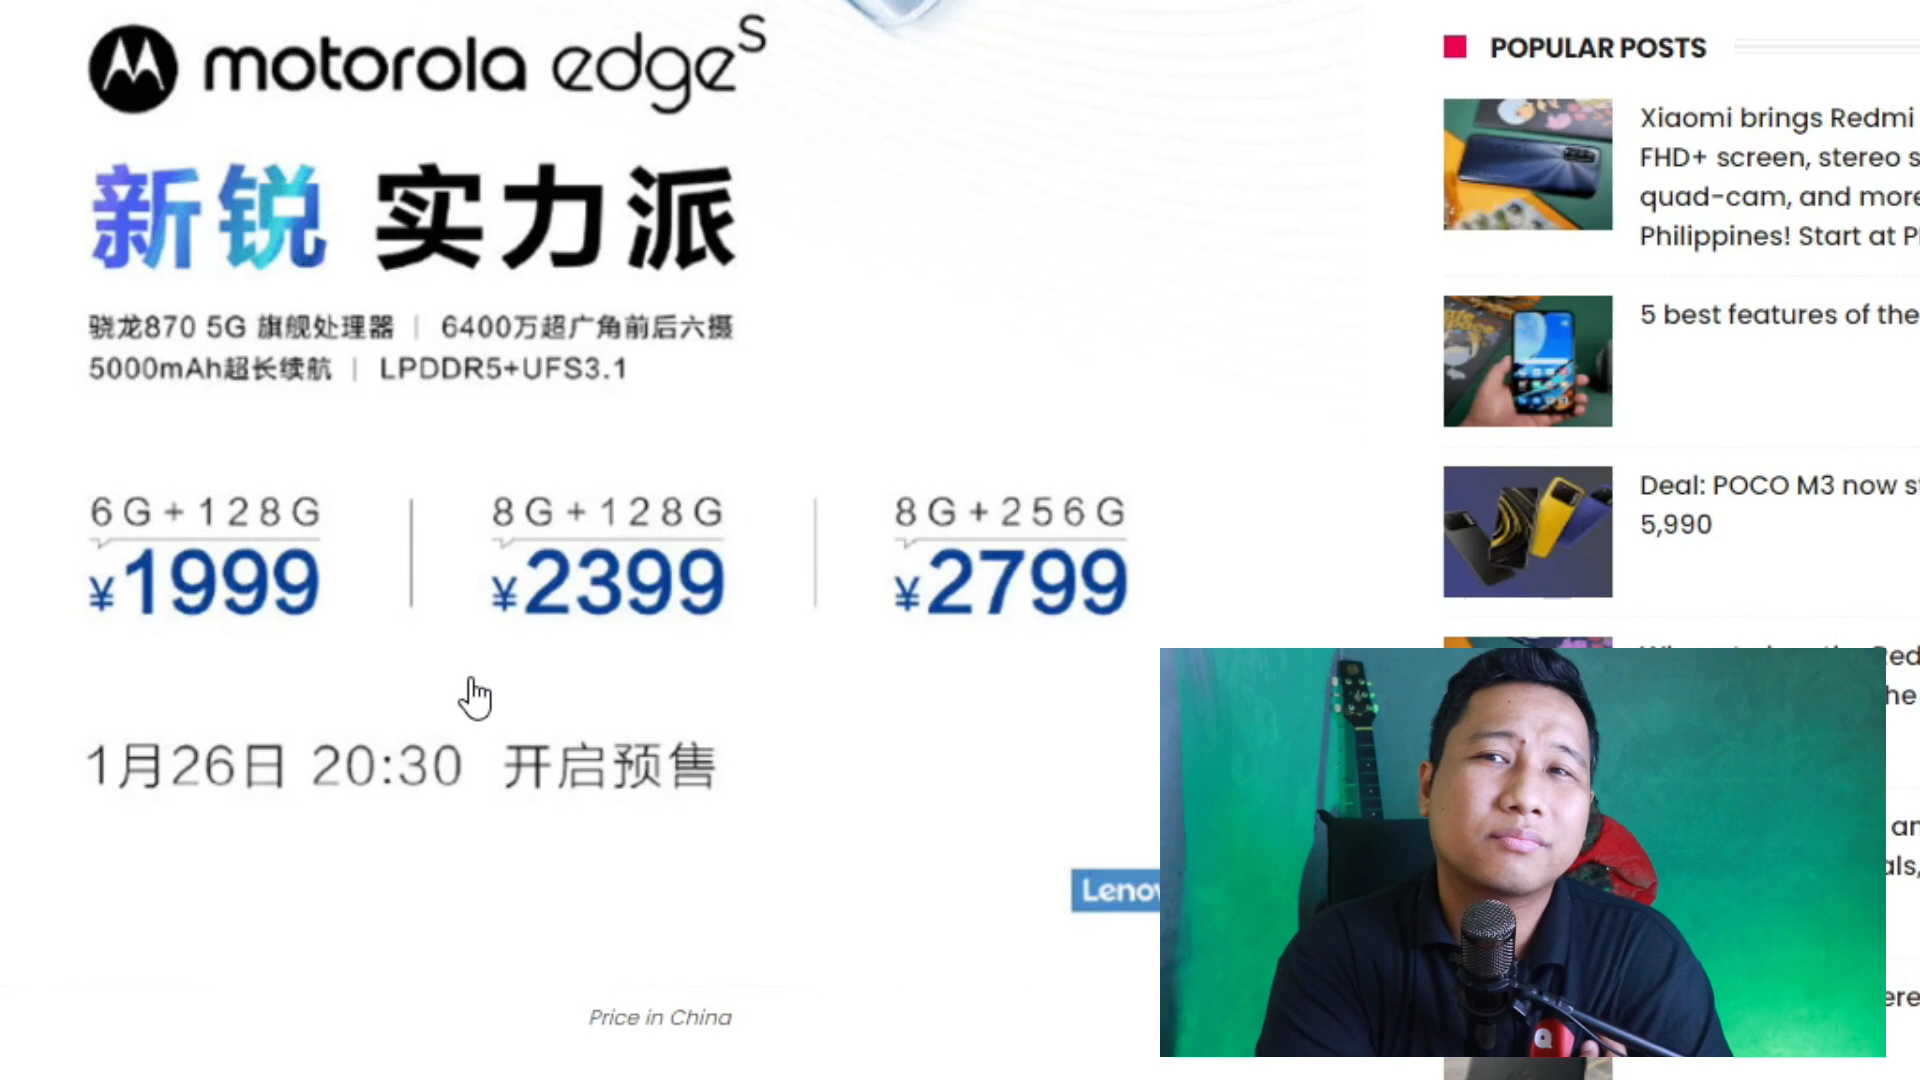 motorola edge s
新锐 实力派
骁龙870 5G 旗舰处理器 | 6400万超广角前后六摄
5000mAh超长续航 | LPDDR5+UFS3.1
6G+128G
¥1999
8G+128G
¥2399
8G+256G
¥2799
1月26日 20:30 开启预售
Price in China
POPULAR POSTS
Xiaomi brings Redmi
FHD+ screen, stereo
quad-cam, and more
Philippines! Start at
5 best features of the
Deal: POCO M3 now
5,990